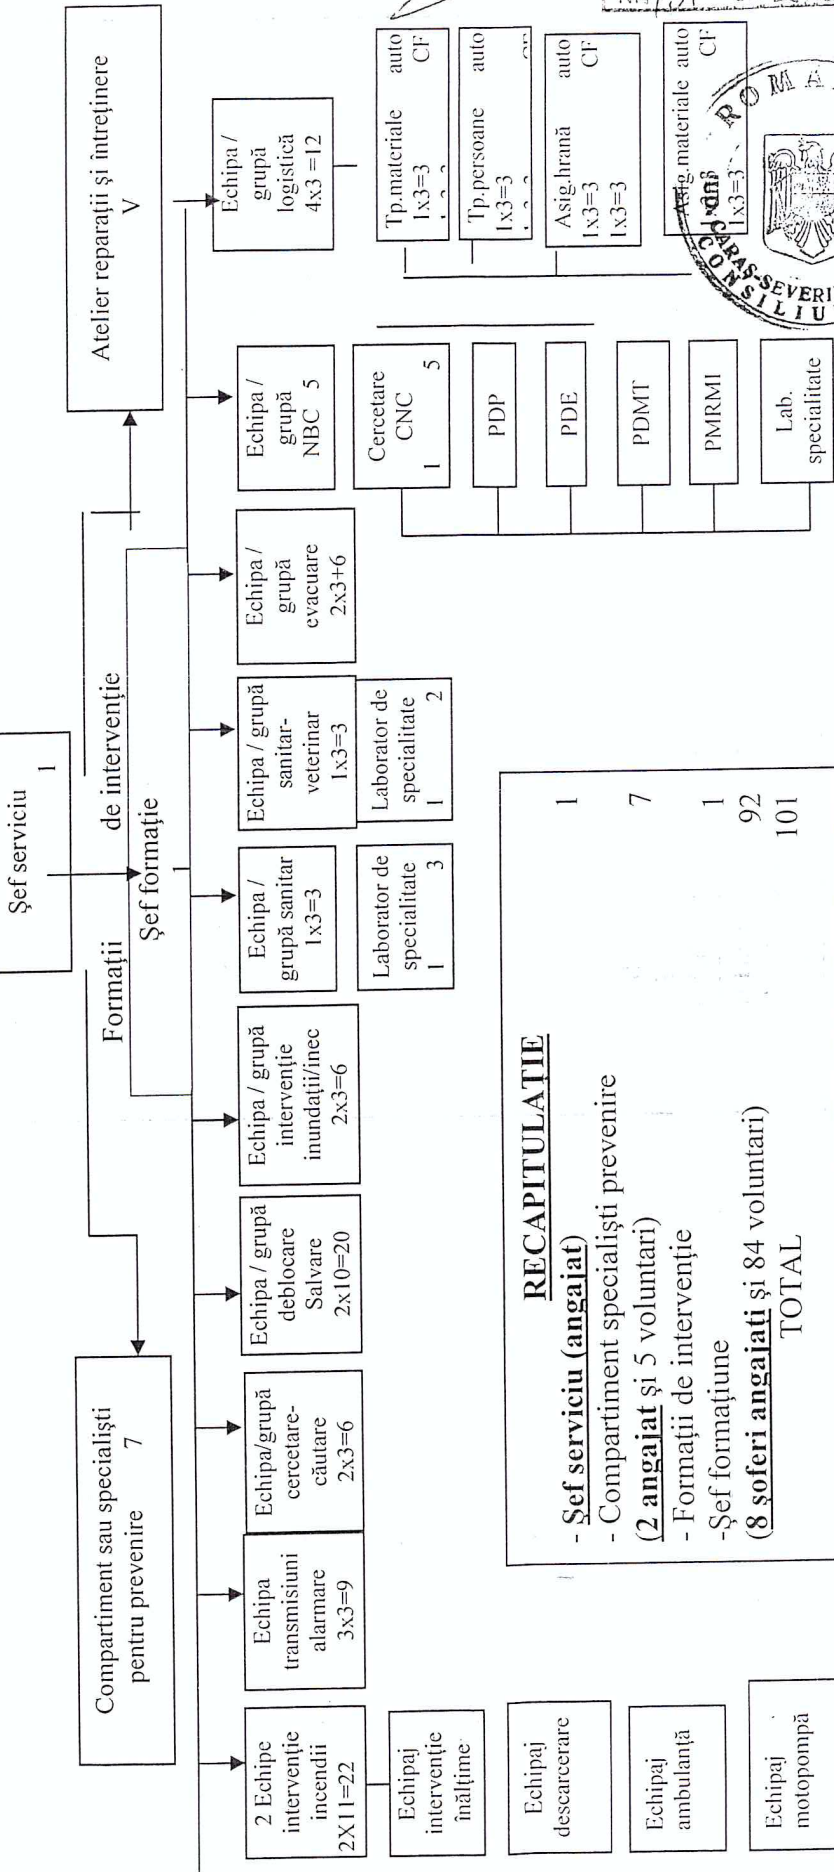 Şef serviciu
1
Compartiment sau specialişti
pentru prevenire 7
Formaţii de intervenţie
Şef formaţie
1
Atelier reparaţii şi întreţinere
V
2 Echipe
intervenţie
incendii
2X11=22
Echipa
transmisiuni
alarmare
3x3=9
Echipa/grupă
cercetare-
căutare
2x3=6
Echipa / grupă
deblocare
Salvare
2x10=20
Echipa / grupă
intervenţie
inundaţii/inec
2x3=6
Echipa /
grupă sanitar
1x3=3
Echipa / grupă
sanitar-
veterinar
1x3=3
Echipa /
grupă
evacuare
2x3+6
Echipa /
grupă
NBC 5
Echipa /
grupă
logistică
4x3 =12
Echipaj
intervenţie
înălţime
Echipaj
descarcerare
Echipaj
ambulanţă
Echipaj
motopompă
Laborator de
specialitate
1 3
Laborator de
specialitate
1 2
Cercetare
CNC
1 5
PDP
PDE
PDMT
PMRMI
Lab.
specialitate
Tp.materiale auto
1x3=3 CF
Tp.persoane auto
1x3=3
Asig.hrană auto
1x3=3 CF
1x3=3
Asig.materiale auto
CF
1x3=3
RECAPITULATIE
- Şef serviciu (angajat) 1
- Compartiment specialişti prevenire
(2 angajat şi 5 voluntari) 7
- Formaţii de intervenţie
-Şef formaţiune 1
(8 şoferi angajati şi 84 voluntari) 92
TOTAL 101
ROMA
CARAŞ-SEVERI
CONSILIU